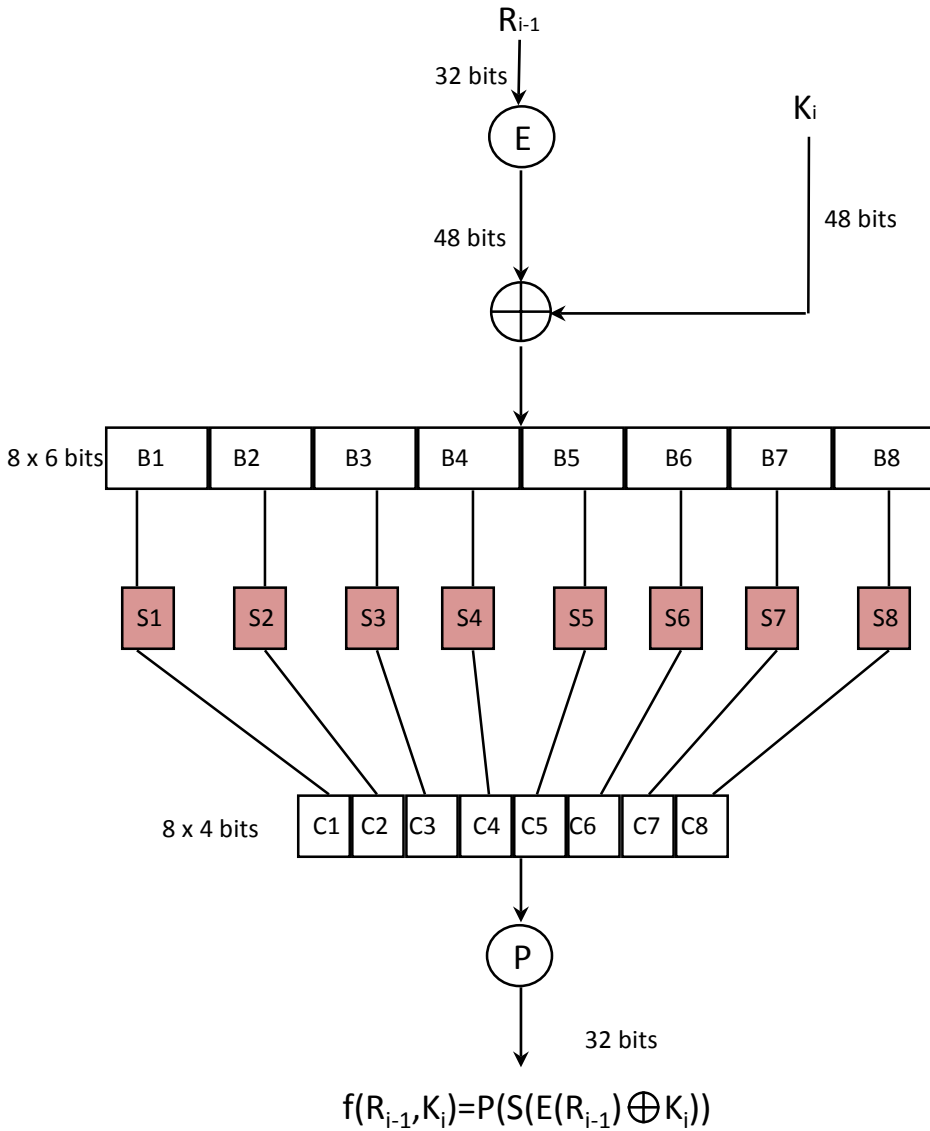 Ri-1
32 bits
E
Ki
48 bits
48 bits
8 x 6 bits B1 B2 B3 B4 B5 B6 B7 B8
S1 S2 S3 S4 S5 S6 S7 S8
8 x 4 bits C1 C2 C3 C4 C5 C6 C7 C8
P
32 bits
f(Ri-1,Ki)=P(S(E(Ri-1)⊕Ki))